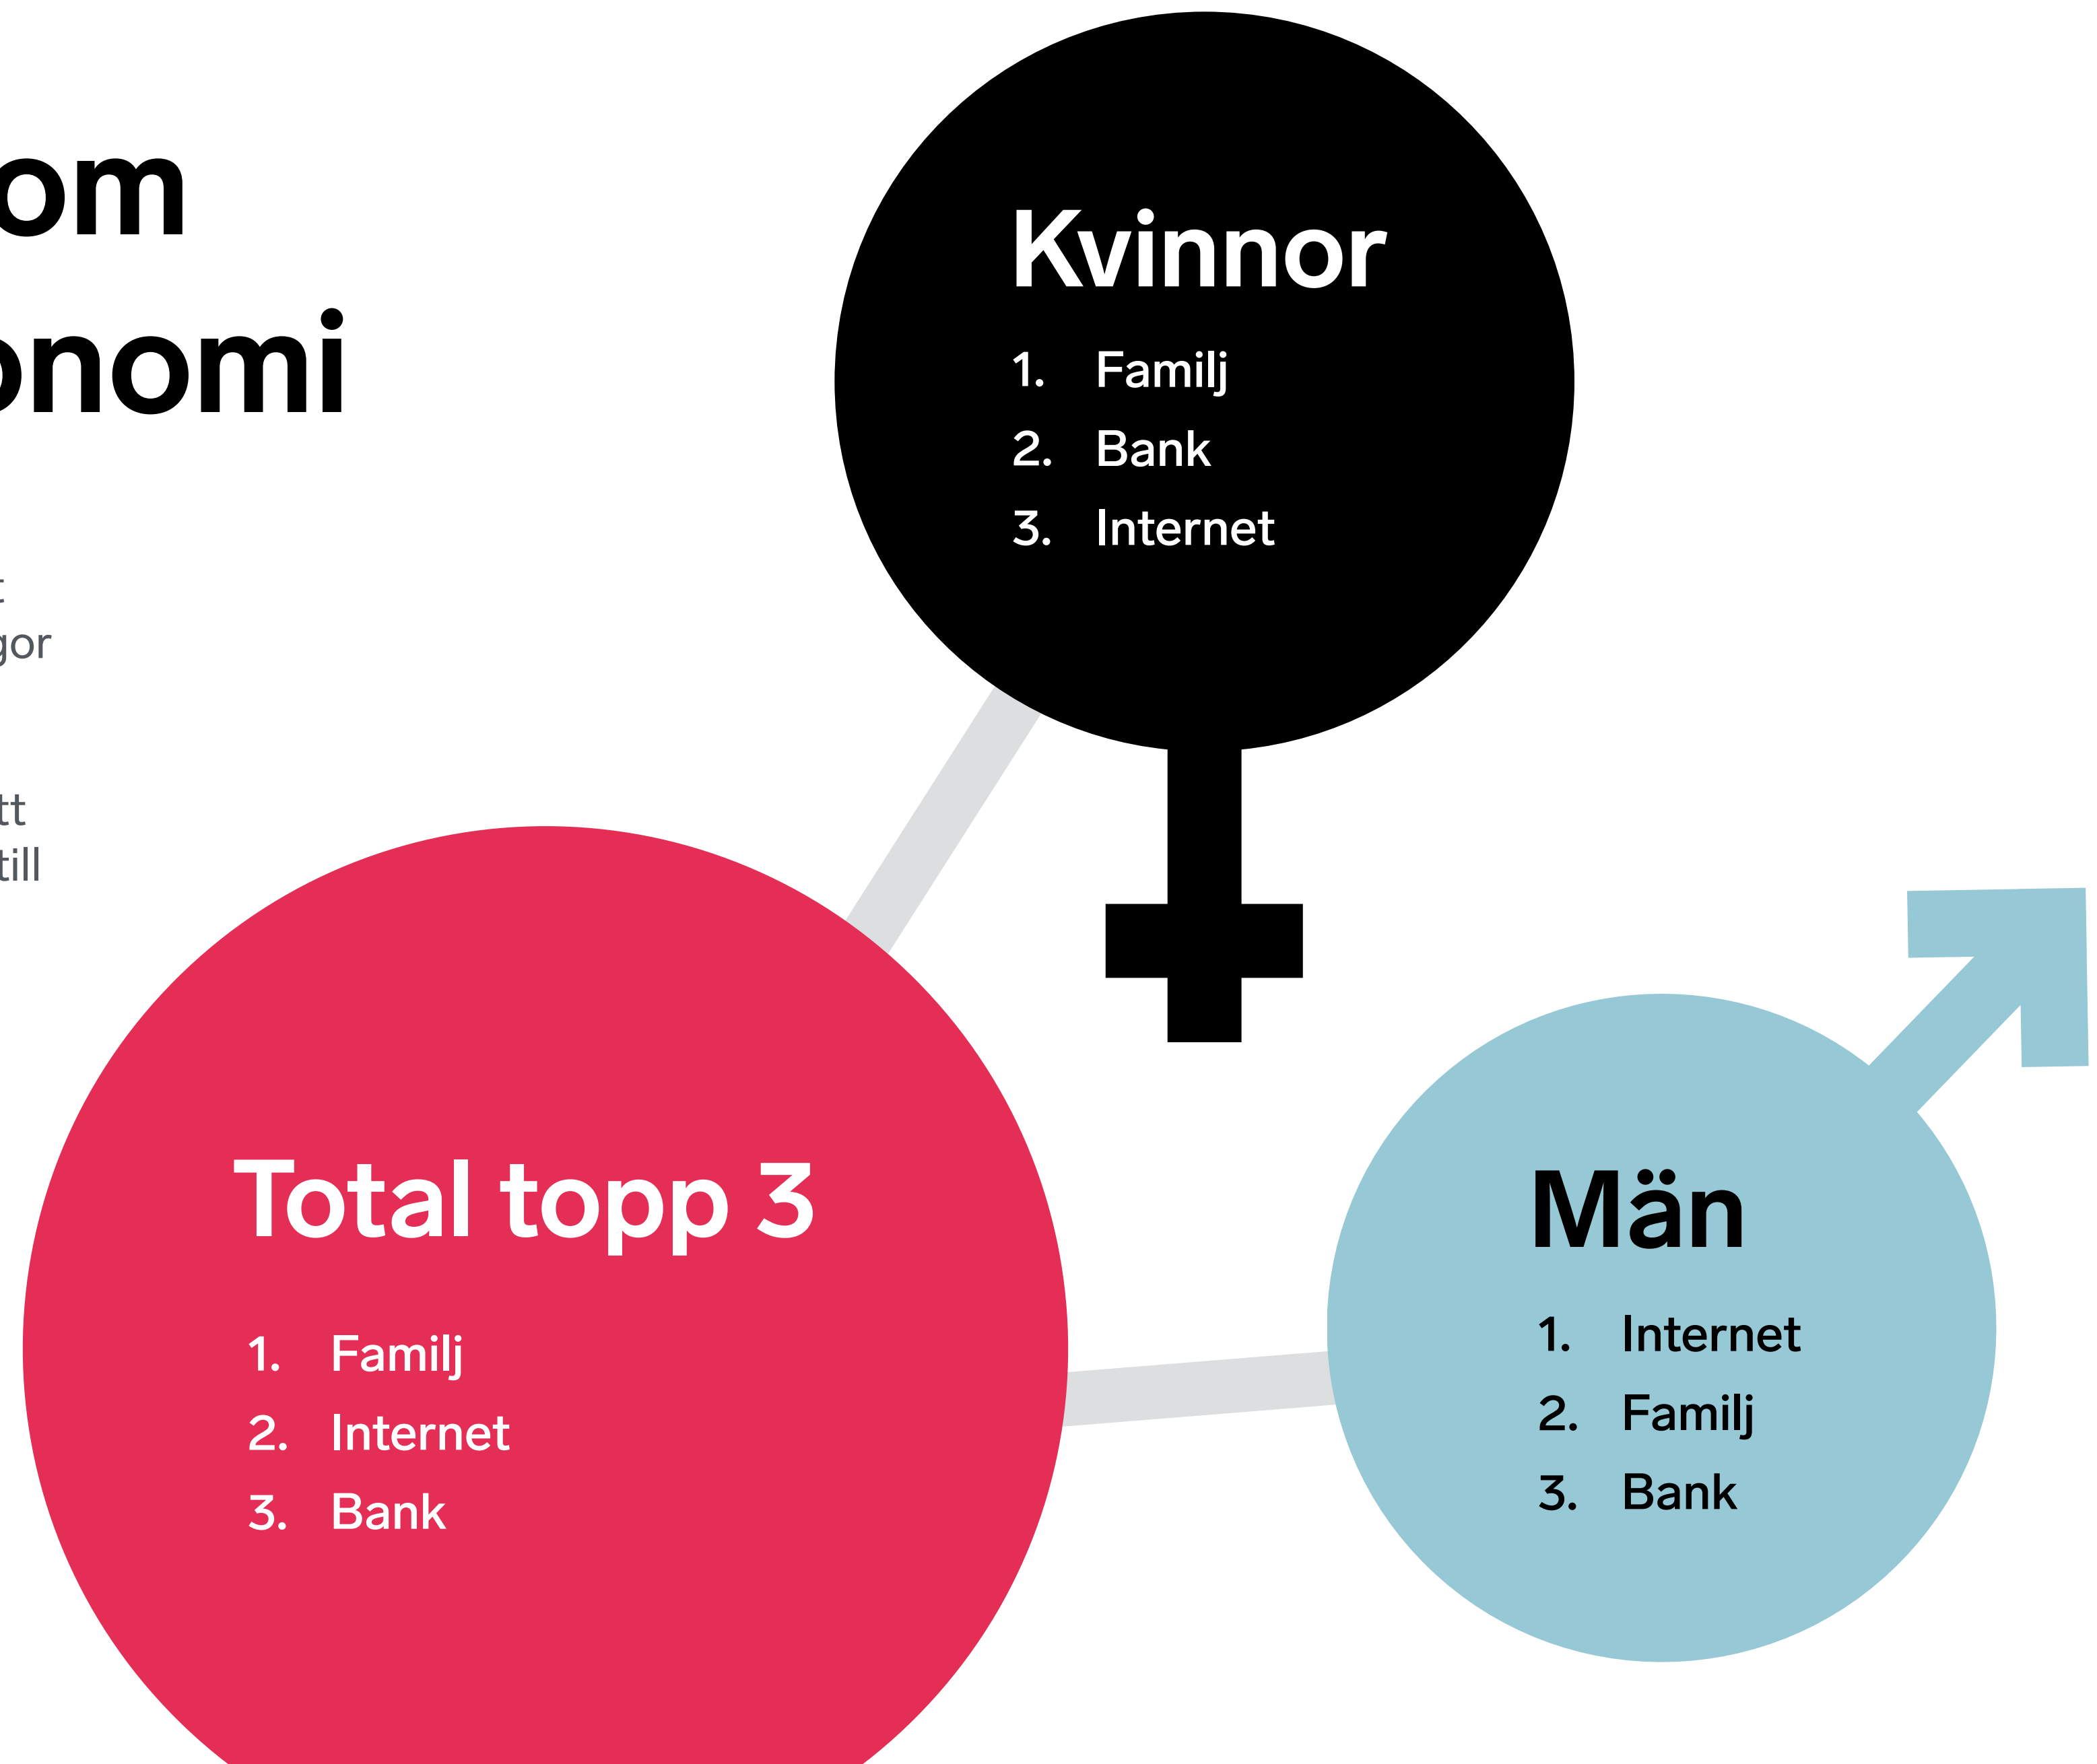 om
onomi
t
gor
tt
till
Kvinnor
1. Familj
2. Bank
3. Internet
Total topp 3
1. Familj
2. Internet
3. Bank
Män
1. Internet
2. Familj
3. Bank